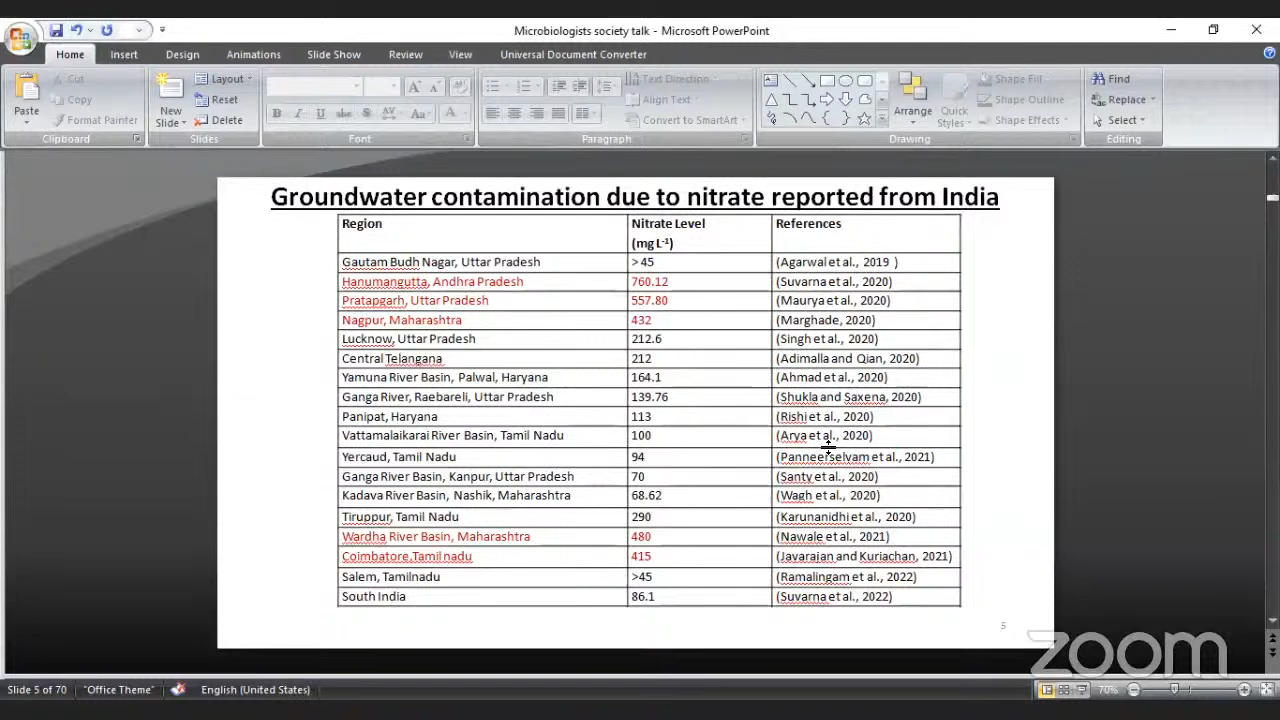 Microbiologists society talk - Microsoft PowerPoint
Home Insert Design Animations Slide Show Review View Universal Document Converter
Paste Cut Copy Format Painter Clipboard
New Slide Layout Reset Delete Slides
B I U abc AV Aa A Font
Text Direction Align Text Convert to SmartArt Paragraph
Arrange Quick Styles Shape Fill Shape Outline Shape Effects Drawing
Find Replace Select Editing
Groundwater contamination due to nitrate reported from India
Region Nitrate Level (mg L-1) References
Gautam Budh Nagar, Uttar Pradesh > 45 (Agarwal et al., 2019 )
Hanumangutta, Andhra Pradesh 760.12 (Suvarna et al., 2020)
Pratapgarh, Uttar Pradesh 557.80 (Maurya et al., 2020)
Nagpur, Maharashtra 432 (Marghade, 2020)
Lucknow, Uttar Pradesh 212.6 (Singh et al., 2020)
Central Telangana 212 (Adimalla and Qian, 2020)
Yamuna River Basin, Palwal, Haryana 164.1 (Ahmad et al., 2020)
Ganga River, Raebareli, Uttar Pradesh 139.76 (Shukla and Saxena, 2020)
Panipat, Haryana 113 (Rishi et al., 2020)
Vattamalaikarai River Basin, Tamil Nadu 100 (Arya et al., 2020)
Yercaud, Tamil Nadu 94 (Panneerselvam et al., 2021)
Ganga River Basin, Kanpur, Uttar Pradesh 70 (Santy et al., 2020)
Kadava River Basin, Nashik, Maharashtra 68.62 (Wagh et al., 2020)
Tiruppur, Tamil Nadu 290 (Karunanidhi et al., 2020)
Wardha River Basin, Maharashtra 480 (Nawale et al., 2021)
Coimbatore,Tamil nadu 415 (Javarajan and Kuriachan, 2021)
Salem, Tamilnadu >45 (Ramalingam et al., 2022)
South India 86.1 (Suvarna et al., 2022)
5
zoom
Slide 5 of 70 "Office Theme" English (United States) 70%